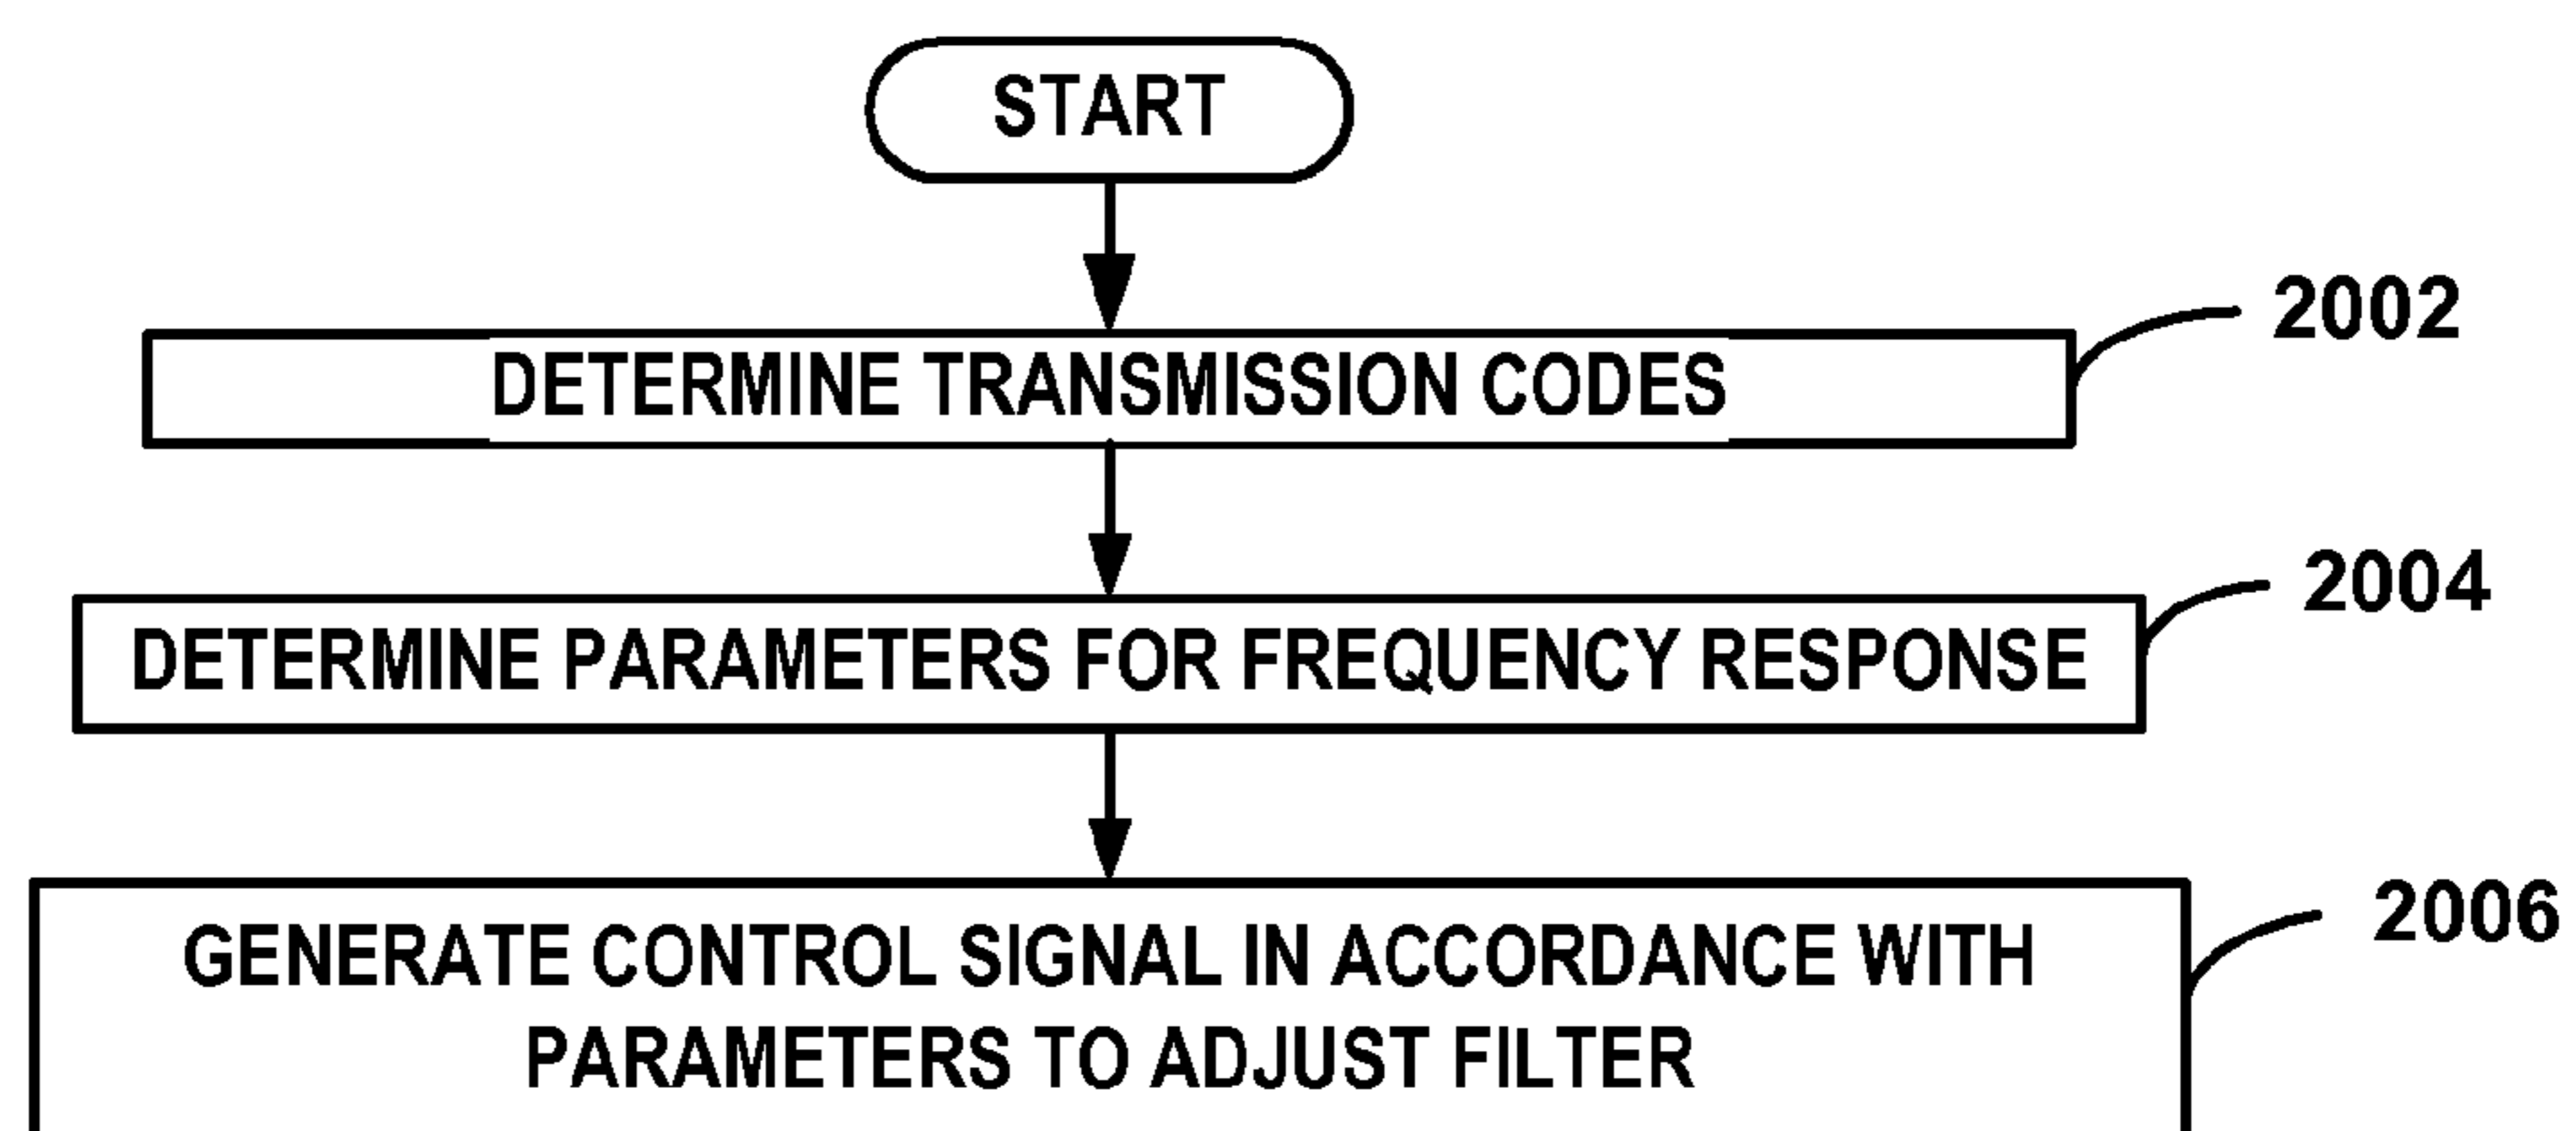 START
2002
DETERMINE TRANSMISSION CODES
2004
DETERMINE PARAMETERS FOR FREQUENCY RESPONSE
2006
GENERATE CONTROL SIGNAL IN ACCORDANCE WITH
PARAMETERS TO ADJUST FILTER